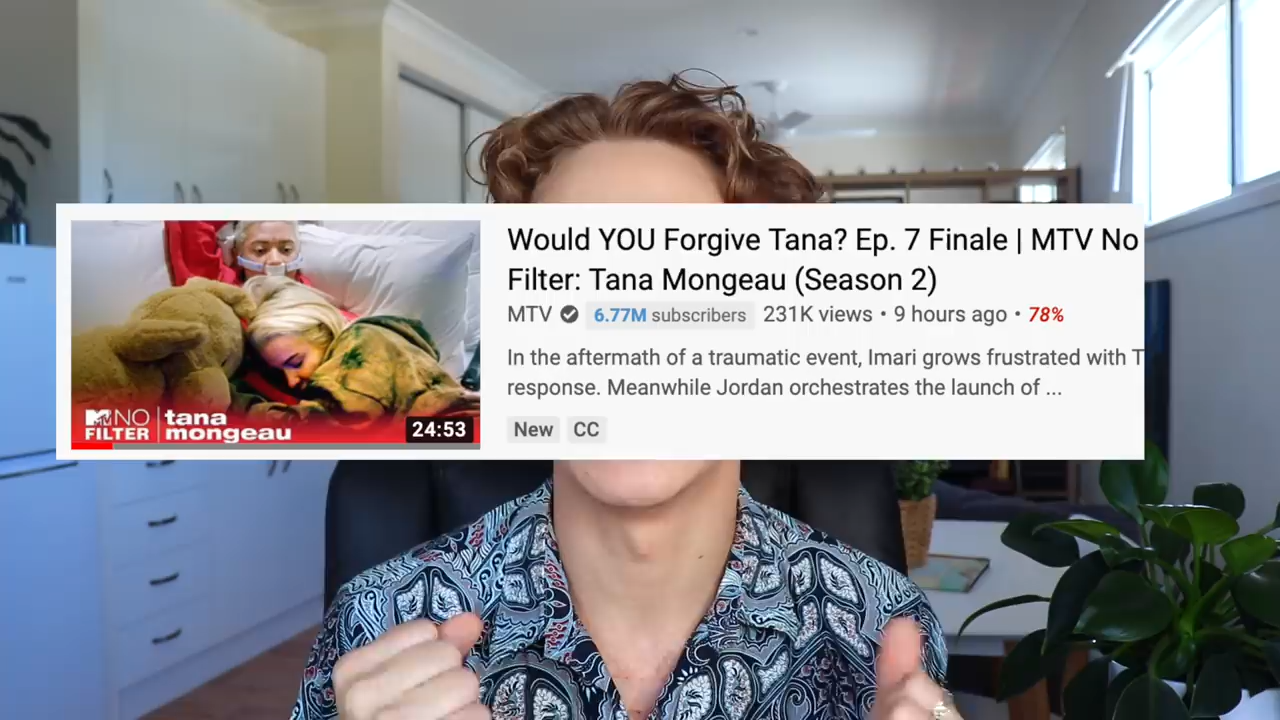 Would YOU Forgive Tana? Ep. 7 Finale | MTV No
Filter: Tana Mongeau (Season 2)
MTV 6.77M subscribers 231K views • 9 hours ago • 78%
In the aftermath of a traumatic event, Imari grows frustrated with T
response. Meanwhile Jordan orchestrates the launch of ...
New CC
MTV NO FILTER | tana mongeau
24:53